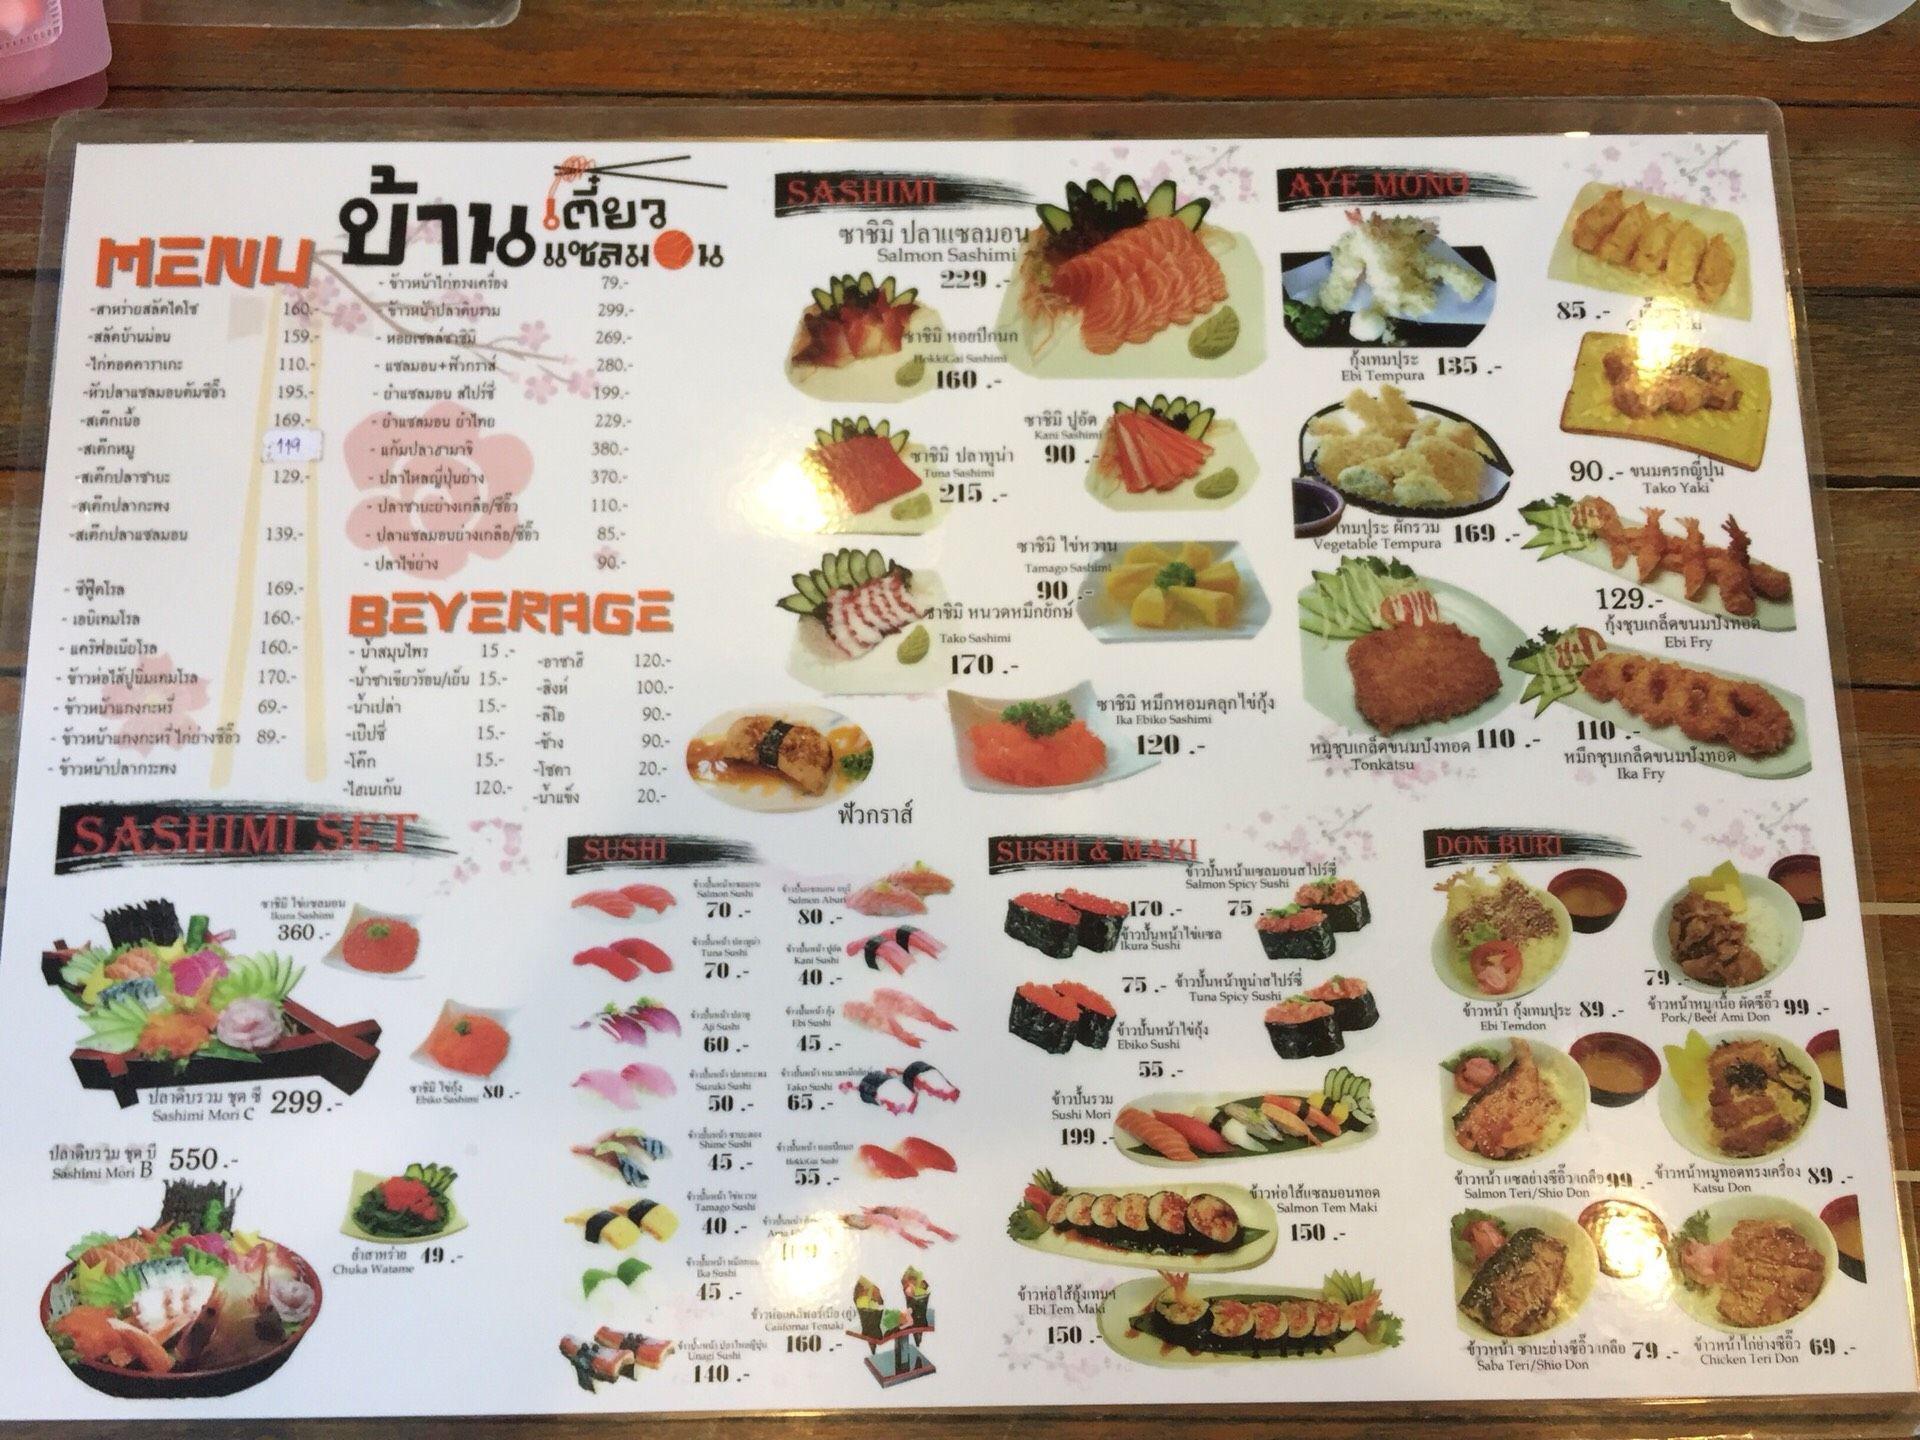 MENU
บ้าน
เตี๋ยว
แซลมอน
-สาหร่ายสลัดไดโซ 160.-
-สลัดบ้านม่อน 159.-
-ไก่ทอดคาราเกะ 110.-
-หัวปลาแซลมอนต้มซีอิ๊ว 195.-
-สเต๊กเนื้อ 169.-
-สเต๊กหมู 119
-สเต๊กปลาซาบะ 129.-
-สเต๊กปลากะพง
-สเต๊กปลาแซลมอน 139.-
- ซีฟู๊ดโรล 169.-
- เอบิเทมโรล 160.-
- แคริฟอเนียโรล 160.-
- ข้าวห่อไส้ปูนิ่มเทมโรล 170.-
- ข้าวหน้าแกงกะหรี่ 69.-
- ข้าวหน้าแกงกะหรี่ ไก่ย่างซีอิ๊ว 89.-
- ข้าวหน้าปลากะพง
- ข้าวหน้าไก่ทรงเครื่อง 79.-
- ข้าวหน้าปลาดิบรวม 299.-
- หอยเชลล์ซาชิมิ 269.-
- แซลมอน+ฟัวกราส์ 280.-
- ยำแซลมอน สไปร์ซี่ 199.-
- ยำแซลมอน ยำไทย 229.-
- แก้มปลาฮามาจิ 380.-
- ปลาไหลญี่ปุ่นย่าง 370.-
- ปลาซาบะย่างเกลือ/ซีอิ๊ว 110.-
- ปลาแซลมอนย่างเกลือ/ซีอิ๊ว 85.-
- ปลาไข่ย่าง 90.-
BEVERAGE
- น้ำสมุนไพร 15.-
-น้ำชาเขียวร้อน/เย็น 15.-
-น้ำเปล่า 15.-
-เป๊ปซี่ 15.-
-โค๊ก 15.-
-ไฮเนเก้น 120.-
-อาซาฮี 120.-
-สิงห์ 100.-
-ลีโอ 90.-
-ช้าง 90.-
-โซดา 20.-
-น้ำแข็ง 20.-
ฟัวกราส์
SASHIMI
ซาชิมิ ปลาแซลมอน
Salmon Sashimi
229 .-
ซาชิมิ หอยปีกนก
HokkiGai Sashimi
160 .-
ซาชิมิ ปูอัด
Kani Sashimi
90 .-
ซาชิมิ ปลาทูน่า
Tuna Sashimi
215 .-
ซาชิมิ ไข่หวาน
Tamago Sashimi
90 .-
ซาชิมิ หนวดหมึกยักษ์
Tako Sashimi
170 .-
ซาชิมิ หมึกหอมคลุกไข่กุ้ง
Ika Ebiko Sashimi
120 .-
AYE MONO
กุ้งเทมปุระ
Ebi Tempura
135 .-
85 .-
90 .- ขนมครกญี่ปุ่น
Tako Yaki
เทมปุระ ผักรวม
Vegetable Tempura
169 .-
129.-
กุ้งชุบเกล็ดขนมปังทอด
Ebi Fry
หมูชุบเกล็ดขนมปังทอด 110 .-
Tonkatsu
110 .-
หมึกชุบเกล็ดขนมปังทอด
Ika Fry
SASHIMI SET
ซาชิมิ ไข่แซลมอน
Ikura Sashimi
360.-
ปลาดิบรวม ชุด ซี
Sashimi Mori C
299.-
ซาชิมิ ไข่กุ้ง
Ebiko Sashimi
80 .-
ปลาดิบรวม ชุด บี
Sashimi Mori B
550.-
ยำสาหร่าย
Chuka Watame
49 .-
SUSHI
ข้าวปั้นหน้าแซลมอน
Salmon Sushi
70 .-
ข้าวปั้นแซลมอน อบุริ
Salmon Aburi
80 .-
ข้าวปั้นหน้า ปลาทูน่า
Tuna Sushi
70 .-
ข้าวปั้นหน้า ปูอัด
Kani Sushi
40 .-
ข้าวปั้นหน้า ปลาทู
Aji Sushi
60 .-
ข้าวปั้นหน้า กุ้ง
Ebi Sushi
45 .-
ข้าวปั้นหน้า ปลากะพง
Suzuki Sushi
50 .-
ข้าวปั้นหน้า หนวดหมึกยักษ์
Tako Sushi
65 .-
ข้าวปั้นหน้า ซาบะดอง
Shime Sushi
45 .-
ข้าวปั้นหน้า หอยปีกนก
HokkiGai Sushi
55 .-
ข้าวปั้นหน้า ไข่หวาน
Tamago Sushi
40 .-
ข้าวปั้นหน้า
Ama
ข้าวปั้นหน้า หมึกหอม
Ika Sushi
45 .-
ข้าวห่อแคลิฟอร์เนีย (คู่)
Californai Temaki
160 .-
ข้าวปั้นหน้า ปลาไหลญี่ปุ่น
Unagi Sushi
140 .-
SUSHI & MAKI
ข้าวปั้นหน้าแซลมอนสไปร์ซี่
Salmon Spicy Sushi
75 .-
170 .-
ข้าวปั้นหน้าไข่แซล
Ikura Sushi
75 .- ข้าวปั้นหน้าทูน่าสไปร์ซี่
Tuna Spicy Sushi
ข้าวปั้นหน้าไข่กุ้ง
Ebiko Sushi
55 .-
ข้าวปั้นรวม
Sushi Mori
199 .-
ข้าวห่อไส้แซลมอนทอด
Salmon Tem Maki
150 .-
ข้าวห่อไส้กุ้งเทมฯ
Ebi Tem Maki
150 .-
DON BURI
ข้าวหน้า กุ้งเทมปุระ 89 .-
Ebi Temdon
79 .-
ข้าวหน้าหมู/เนื้อ ผัดซีอิ๊ว 99 .-
Pork/Beef Ami Don
ข้าวหน้า แซลย่างซีอิ๊ว/เกลือ 99 .-
Salmon Teri/Shio Don
ข้าวหน้าหมูทอดทรงเครื่อง 89 .-
Katsu Don
ข้าวหน้า ซาบะย่างซีอิ๊ว/เกลือ 79 .-
Saba Teri/Shio Don
ข้าวหน้าไก่ย่างซีอิ๊ว 69 .-
Chicken Teri Don